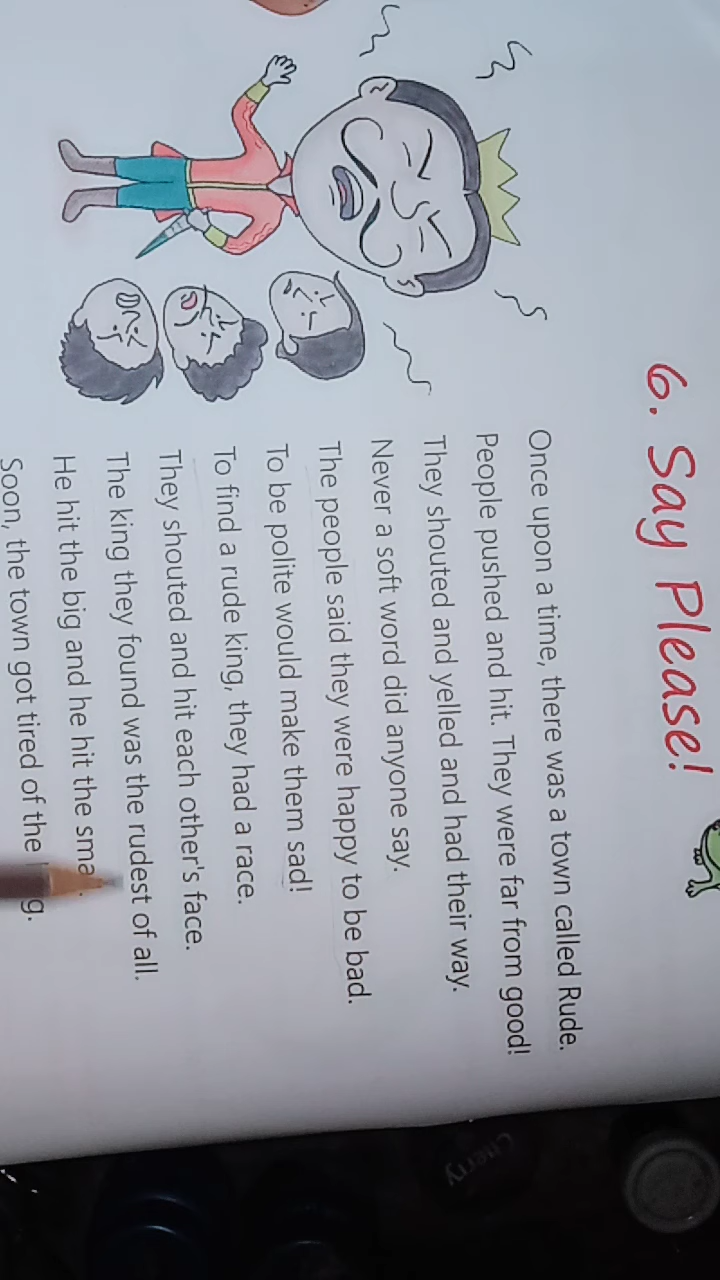 6. Say Please!
Once upon a time, there was a town called Rude.
People pushed and hit. They were far from good!
They shouted and yelled and had their way.
Never a soft word did anyone say.
The people said they were happy to be bad.
To be polite would make them sad!
To find a rude king, they had a race.
They shouted and hit each other's face.
The king they found was the rudest of all.
He hit the big and he hit the
Soon, the town got tired of the
Cherry